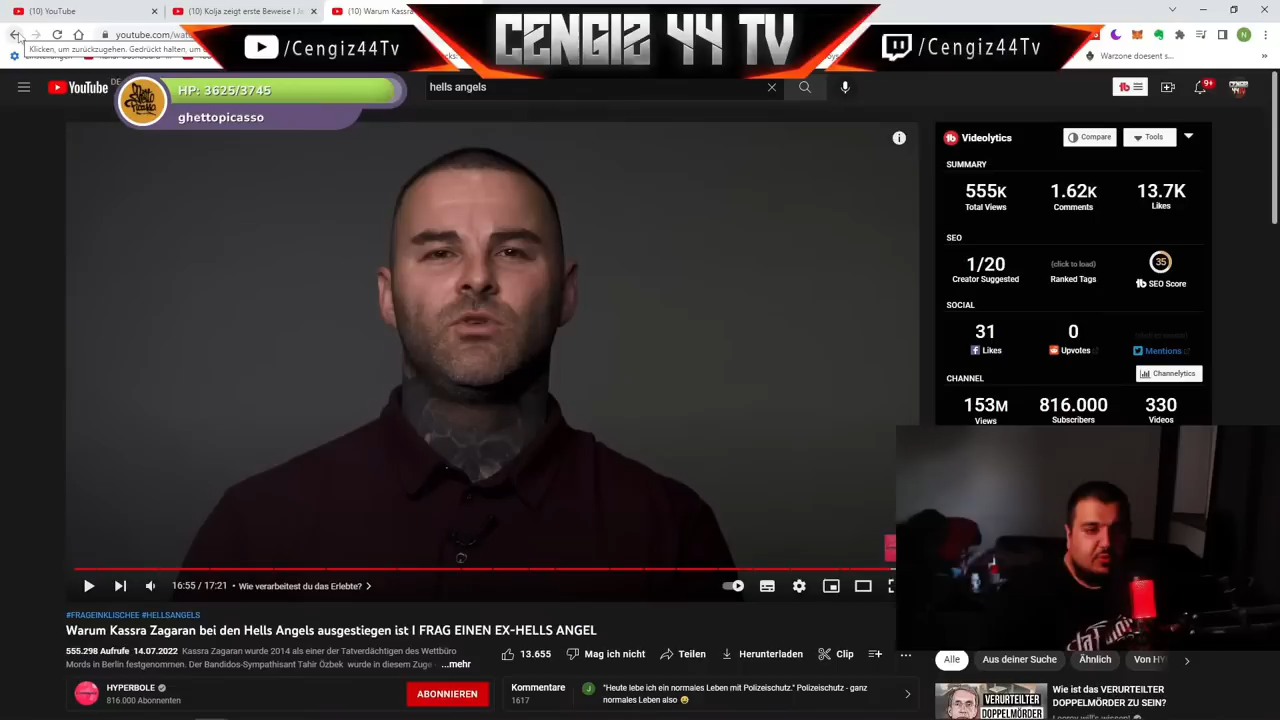 (10) YouTube
(10) Kolja zeigt erste Beweise I J
(10) Warum Kassra
youtube.com/wat
Klicken, um zurückzugehen. Gedrückt halten, um
Warzone doesent s
/Cengiz44Tv
CENGIZ 44 TV
/Cengiz44Tv
YouTube
DE
HP: 3625/3745
ghettopicasso
hells angels
9+
Videolytics
Compare
Tools
SUMMARY
555K
1.62K
13.7K
Total Views
Comments
Likes
SEO
1/20
(click to load)
35
Creator Suggested
Ranked Tags
SEO Score
SOCIAL
31
0
Likes
Upvotes
Mentions
Channelytics
CHANNEL
153M
816.000
330
Views
Subscribers
Videos
16:55 / 17:21 • Wie verarbeitest du das Erlebte?
#FRAGEINKLISCHEE #HELLSANGELS
Warum Kassra Zagaran bei den Hells Angels ausgestiegen ist I FRAG EINEN EX-HELLS ANGEL
555.298 Aufrufe 14.07.2022 Kassra Zagaran wurde 2014 als einer der Tatverdächtigen des Wettbüro
Mords in Berlin festgenommen. Der Bandidos-Sympathisant Tahir Özbek wurde in diesem Zuge ...mehr
13.655
Mag ich nicht
Teilen
Herunterladen
Clip
HYPERBOLE
816.000 Abonnenten
ABONNIEREN
Kommentare
1617
"Heute lebe ich ein normales Leben mit Polizeischutz." Polizeischutz - ganz
normales Leben also
Alle
Aus deiner Suche
Ähnlich
Von HY
VERURTEILTER
DOPPELMÖRDER
Wie ist das VERURTEILTER
DOPPELMÖRDER ZU SEIN?